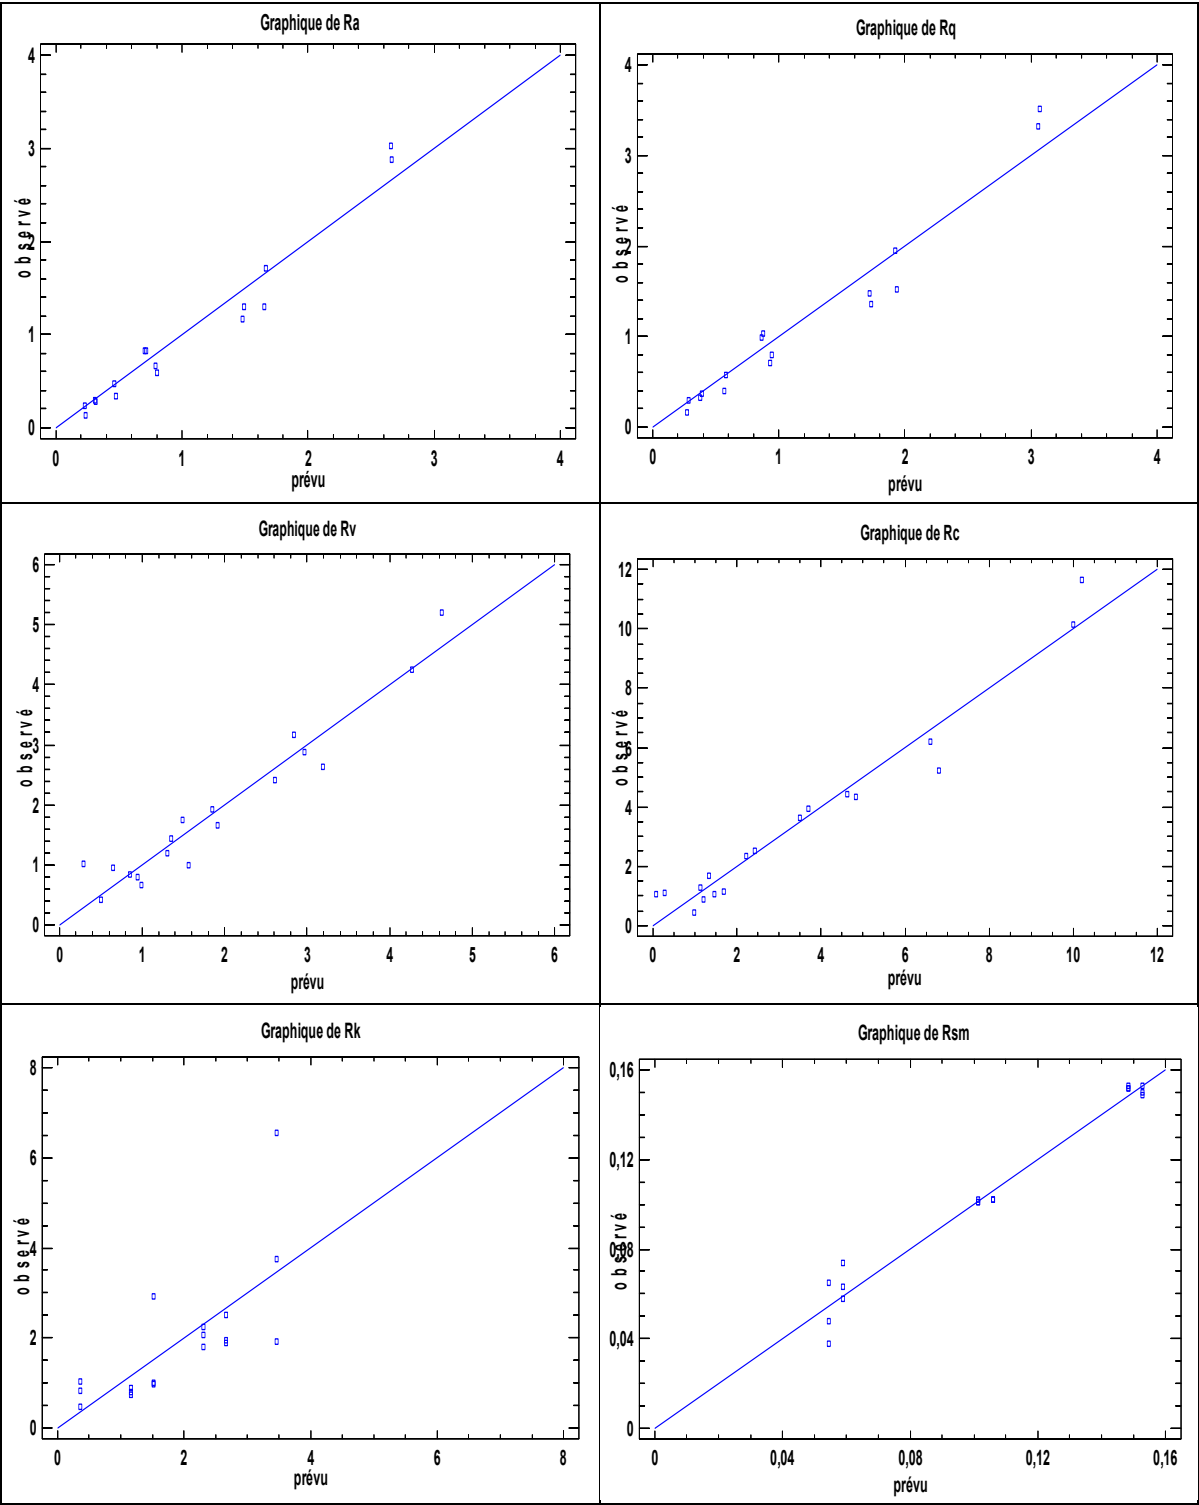 Graphique de Ra
4
3
2
1
0
observé
0 1 2 3 4
prévu
Graphique de Rq
4
3
2
1
0
observé
0 1 2 3 4
prévu
Graphique de Rv
6
5
4
3
2
1
0
observé
0 1 2 3 4 5 6
prévu
Graphique de Rc
12
10
8
6
4
2
0
observé
0 2 4 6 8 10 12
prévu
Graphique de Rk
8
6
4
2
0
observé
0 2 4 6 8
prévu
Graphique de Rsm
0,16
0,12
0,08
0,04
0
observé
0 0,04 0,08 0,12 0,16
prévu